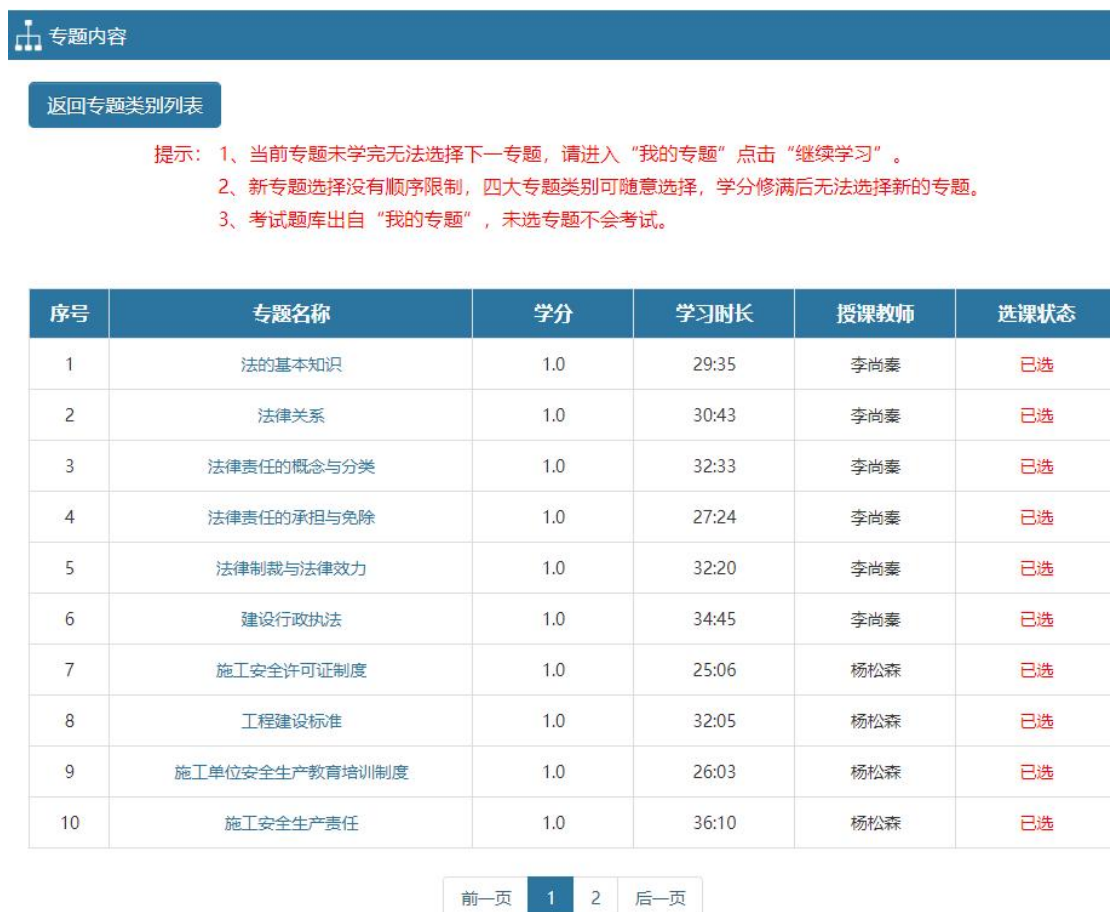 专题内容
返回专题类别列表
提示： 1、当前专题未学完无法选择下一专题，请进入“我的专题”点击“继续学习”。
2、新专题选择没有顺序限制，四大专题类别可随意选择，学分修满后无法选择新的专题。
3、考试题库出自“我的专题”，未选专题不会考试。
序号 专题名称 学分 学习时长 授课教师 选课状态
1 法的基本知识 1.0 29:35 李尚秦 已选
2 法律关系 1.0 30:43 李尚秦 已选
3 法律责任的概念与分类 1.0 32:33 李尚秦 已选
4 法律责任的承担与免除 1.0 27:24 李尚秦 已选
5 法律制裁与法律效力 1.0 32:20 李尚秦 已选
6 建设行政执法 1.0 34:45 李尚秦 已选
7 施工安全许可证制度 1.0 25:06 杨松森 已选
8 工程建设标准 1.0 32:05 杨松森 已选
9 施工单位安全生产教育培训制度 1.0 26:03 杨松森 已选
10 施工安全生产责任 1.0 36:10 杨松森 已选
前一页 1 2 后一页